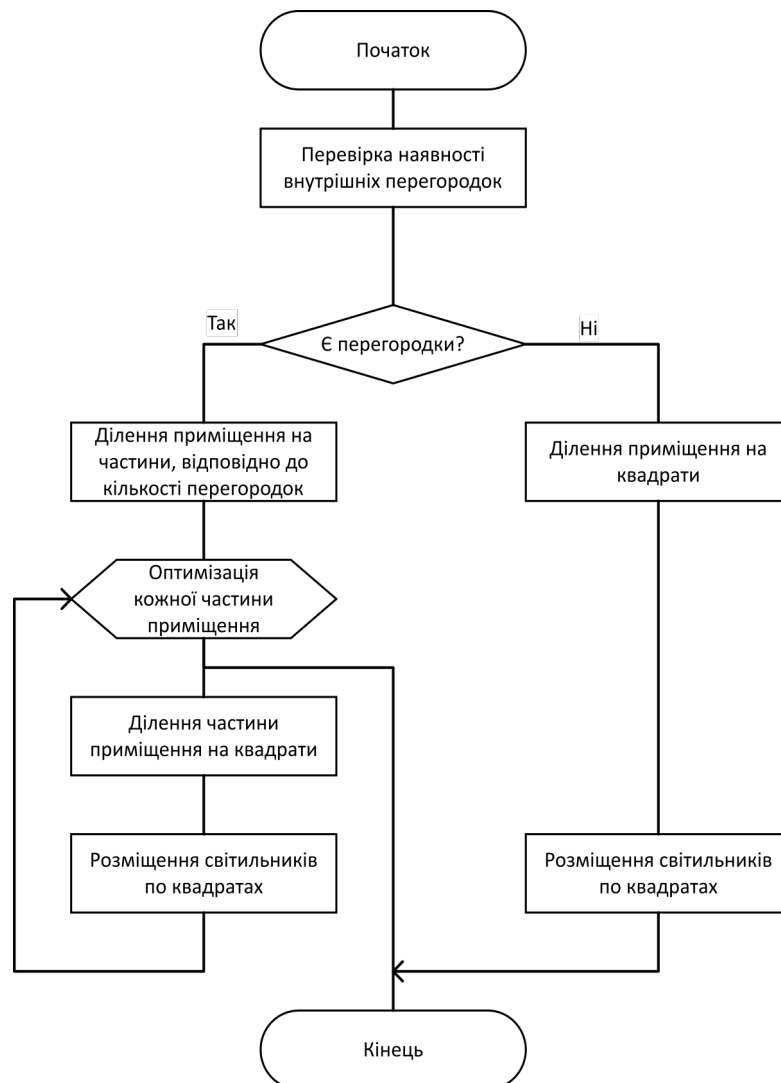 Початок
Перевірка наявності
внутрішніх перегородок
Так
Є перегородки?
Ні
Ділення приміщення на
частини, відповідно до
кількості перегородок
Ділення приміщення на
квадрати
Оптимізація
кожної частини
приміщення
Ділення частини
приміщення на квадрати
Розміщення світильників
по квадратах
Розміщення світильників
по квадратах
Кінець